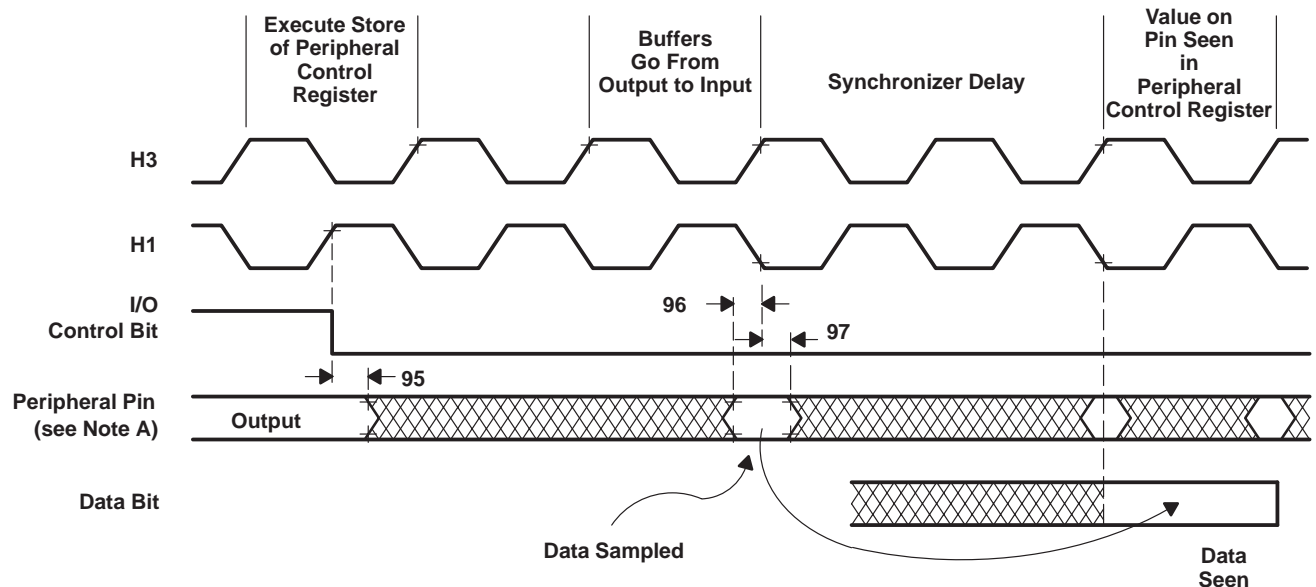 Execute Store
of Peripheral
Control
Register
Buffers
Go From
Output to Input
Synchronizer Delay
Value on
Pin Seen
in
Peripheral
Control Register
H3
H1
I/O
Control Bit
96
97
95
Peripheral Pin
(see Note A)
Output
Data Bit
Data Sampled
Data
Seen